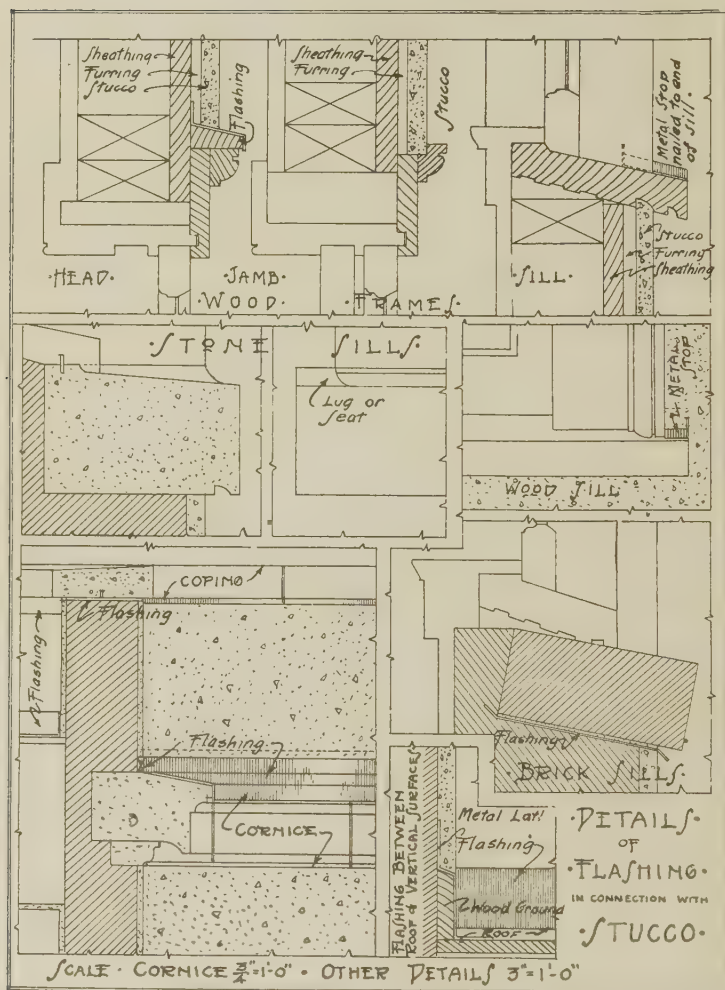 Sheathing
Furring
Stucco
Flashing
·HEAD·
Sheathing
Furring
Stucco
·JAMB·
·WOOD· ·FRAMES·
Metal Stop
nailed to end
of sill.
·SILL·
Stucco
Furring
Sheathing
·STONE SILLS·
Lug or
Seat
METAL
STOP
WOOD SILL
COPING
Flashing
Flashing
Flashing
CORNICE
Flashing
·BRICK SILLS·
FLASHING BETWEEN
ROOF & VERTICAL SURFACE
Metal Lath
Flashing
Wood Ground
ROOF
·DETAILS·
OF
·FLASHING·
IN CONNECTION WITH
·STUCCO·
SCALE · CORNICE 3/4"=1'-0" · OTHER DETAILS 3"=1'-0"